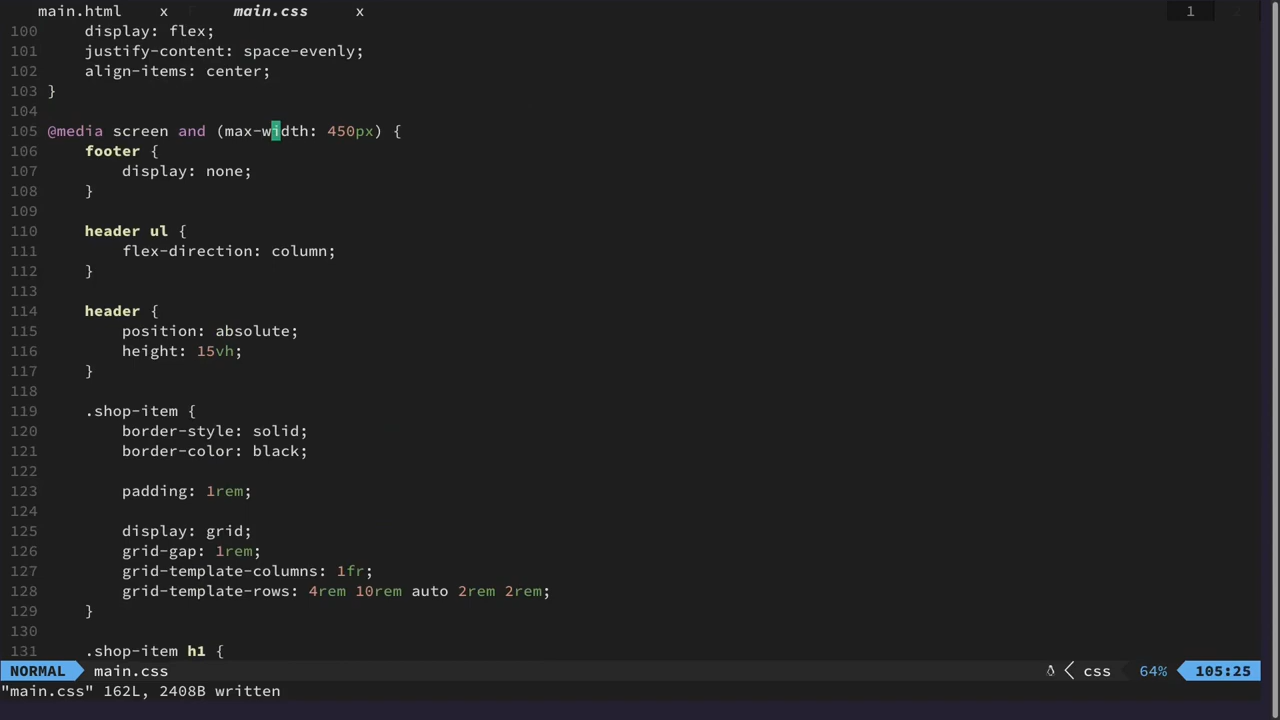 main.html x main.css x 1 2
100 display: flex;
101 justify-content: space-evenly;
102 align-items: center;
103 }
104
105 @media screen and (max-width: 450px) {
106 footer {
107 display: none;
108 }
109
110 header ul {
111 flex-direction: column;
112 }
113
114 header {
115 position: absolute;
116 height: 15vh;
117 }
118
119 .shop-item {
120 border-style: solid;
121 border-color: black;
122
123 padding: 1rem;
124
125 display: grid;
126 grid-gap: 1rem;
127 grid-template-columns: 1fr;
128 grid-template-rows: 4rem 10rem auto 2rem 2rem;
129 }
130
131 .shop-item h1 {
NORMAL main.css css 64% 105:25
"main.css" 162L, 2408B written